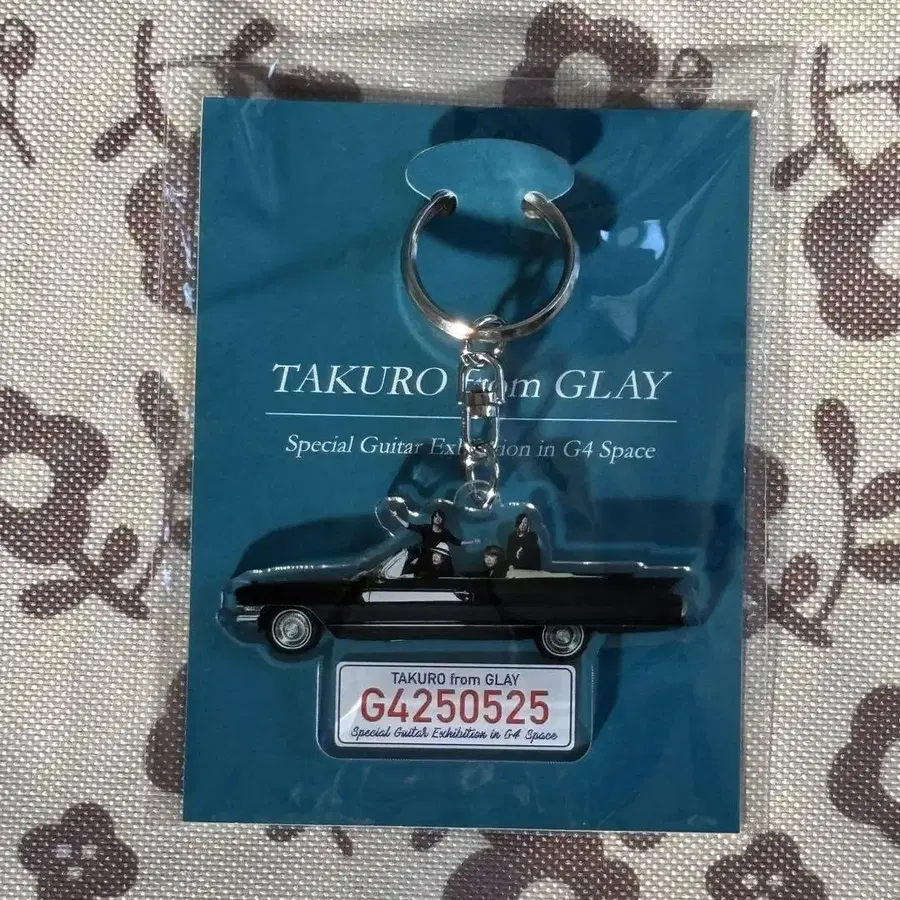 TAKURO from GLAY
Special Guitar Exhibition in G4 Space
TAKURO from GLAY
G4250525
Special Guitar Exhibition in G4 Space